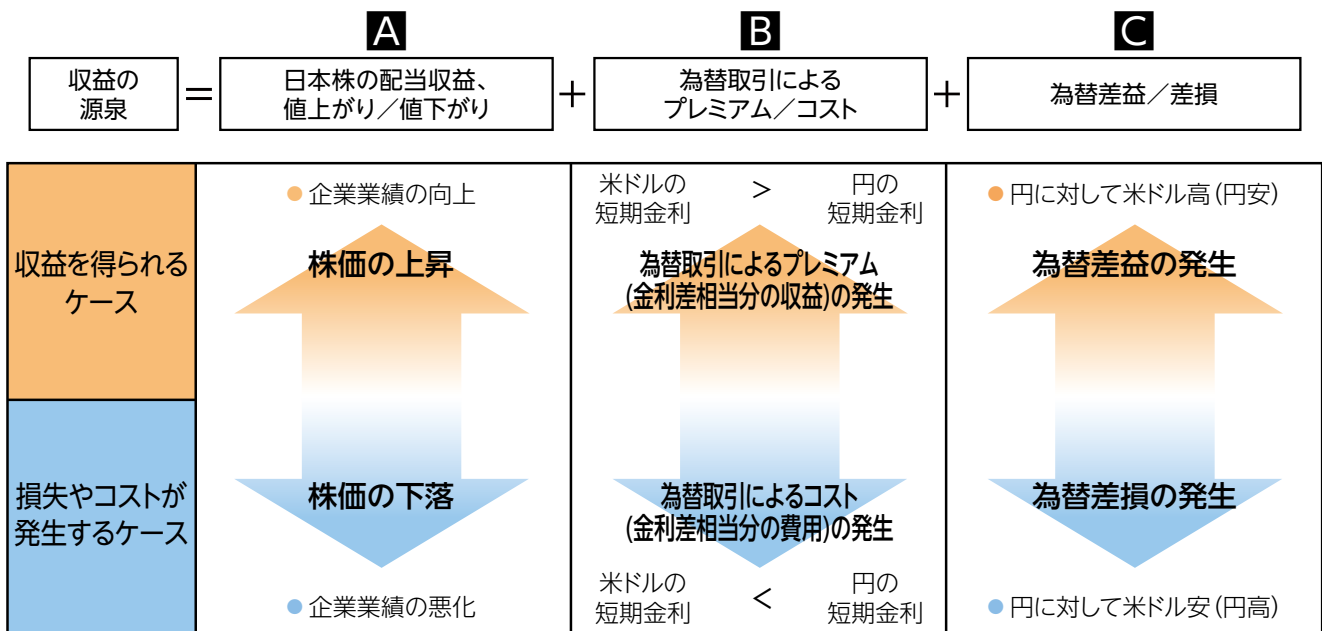 A
B
C
収益の
源泉
=
日本株の配当収益、
値上がり/値下がり
+
為替取引による
プレミアム/コスト
+
為替差益/差損
収益を得られる
ケース
●企業業績の向上
株価の上昇
米ドルの
短期金利
>
円の
短期金利
為替取引によるプレミアム
(金利差相当分の収益)の発生
●円に対して米ドル高(円安)
為替差益の発生
損失やコストが
発生するケース
株価の下落
●企業業績の悪化
為替取引によるコスト
(金利差相当分の費用)の発生
米ドルの
短期金利
<
円の
短期金利
為替差損の発生
●円に対して米ドル安(円高)